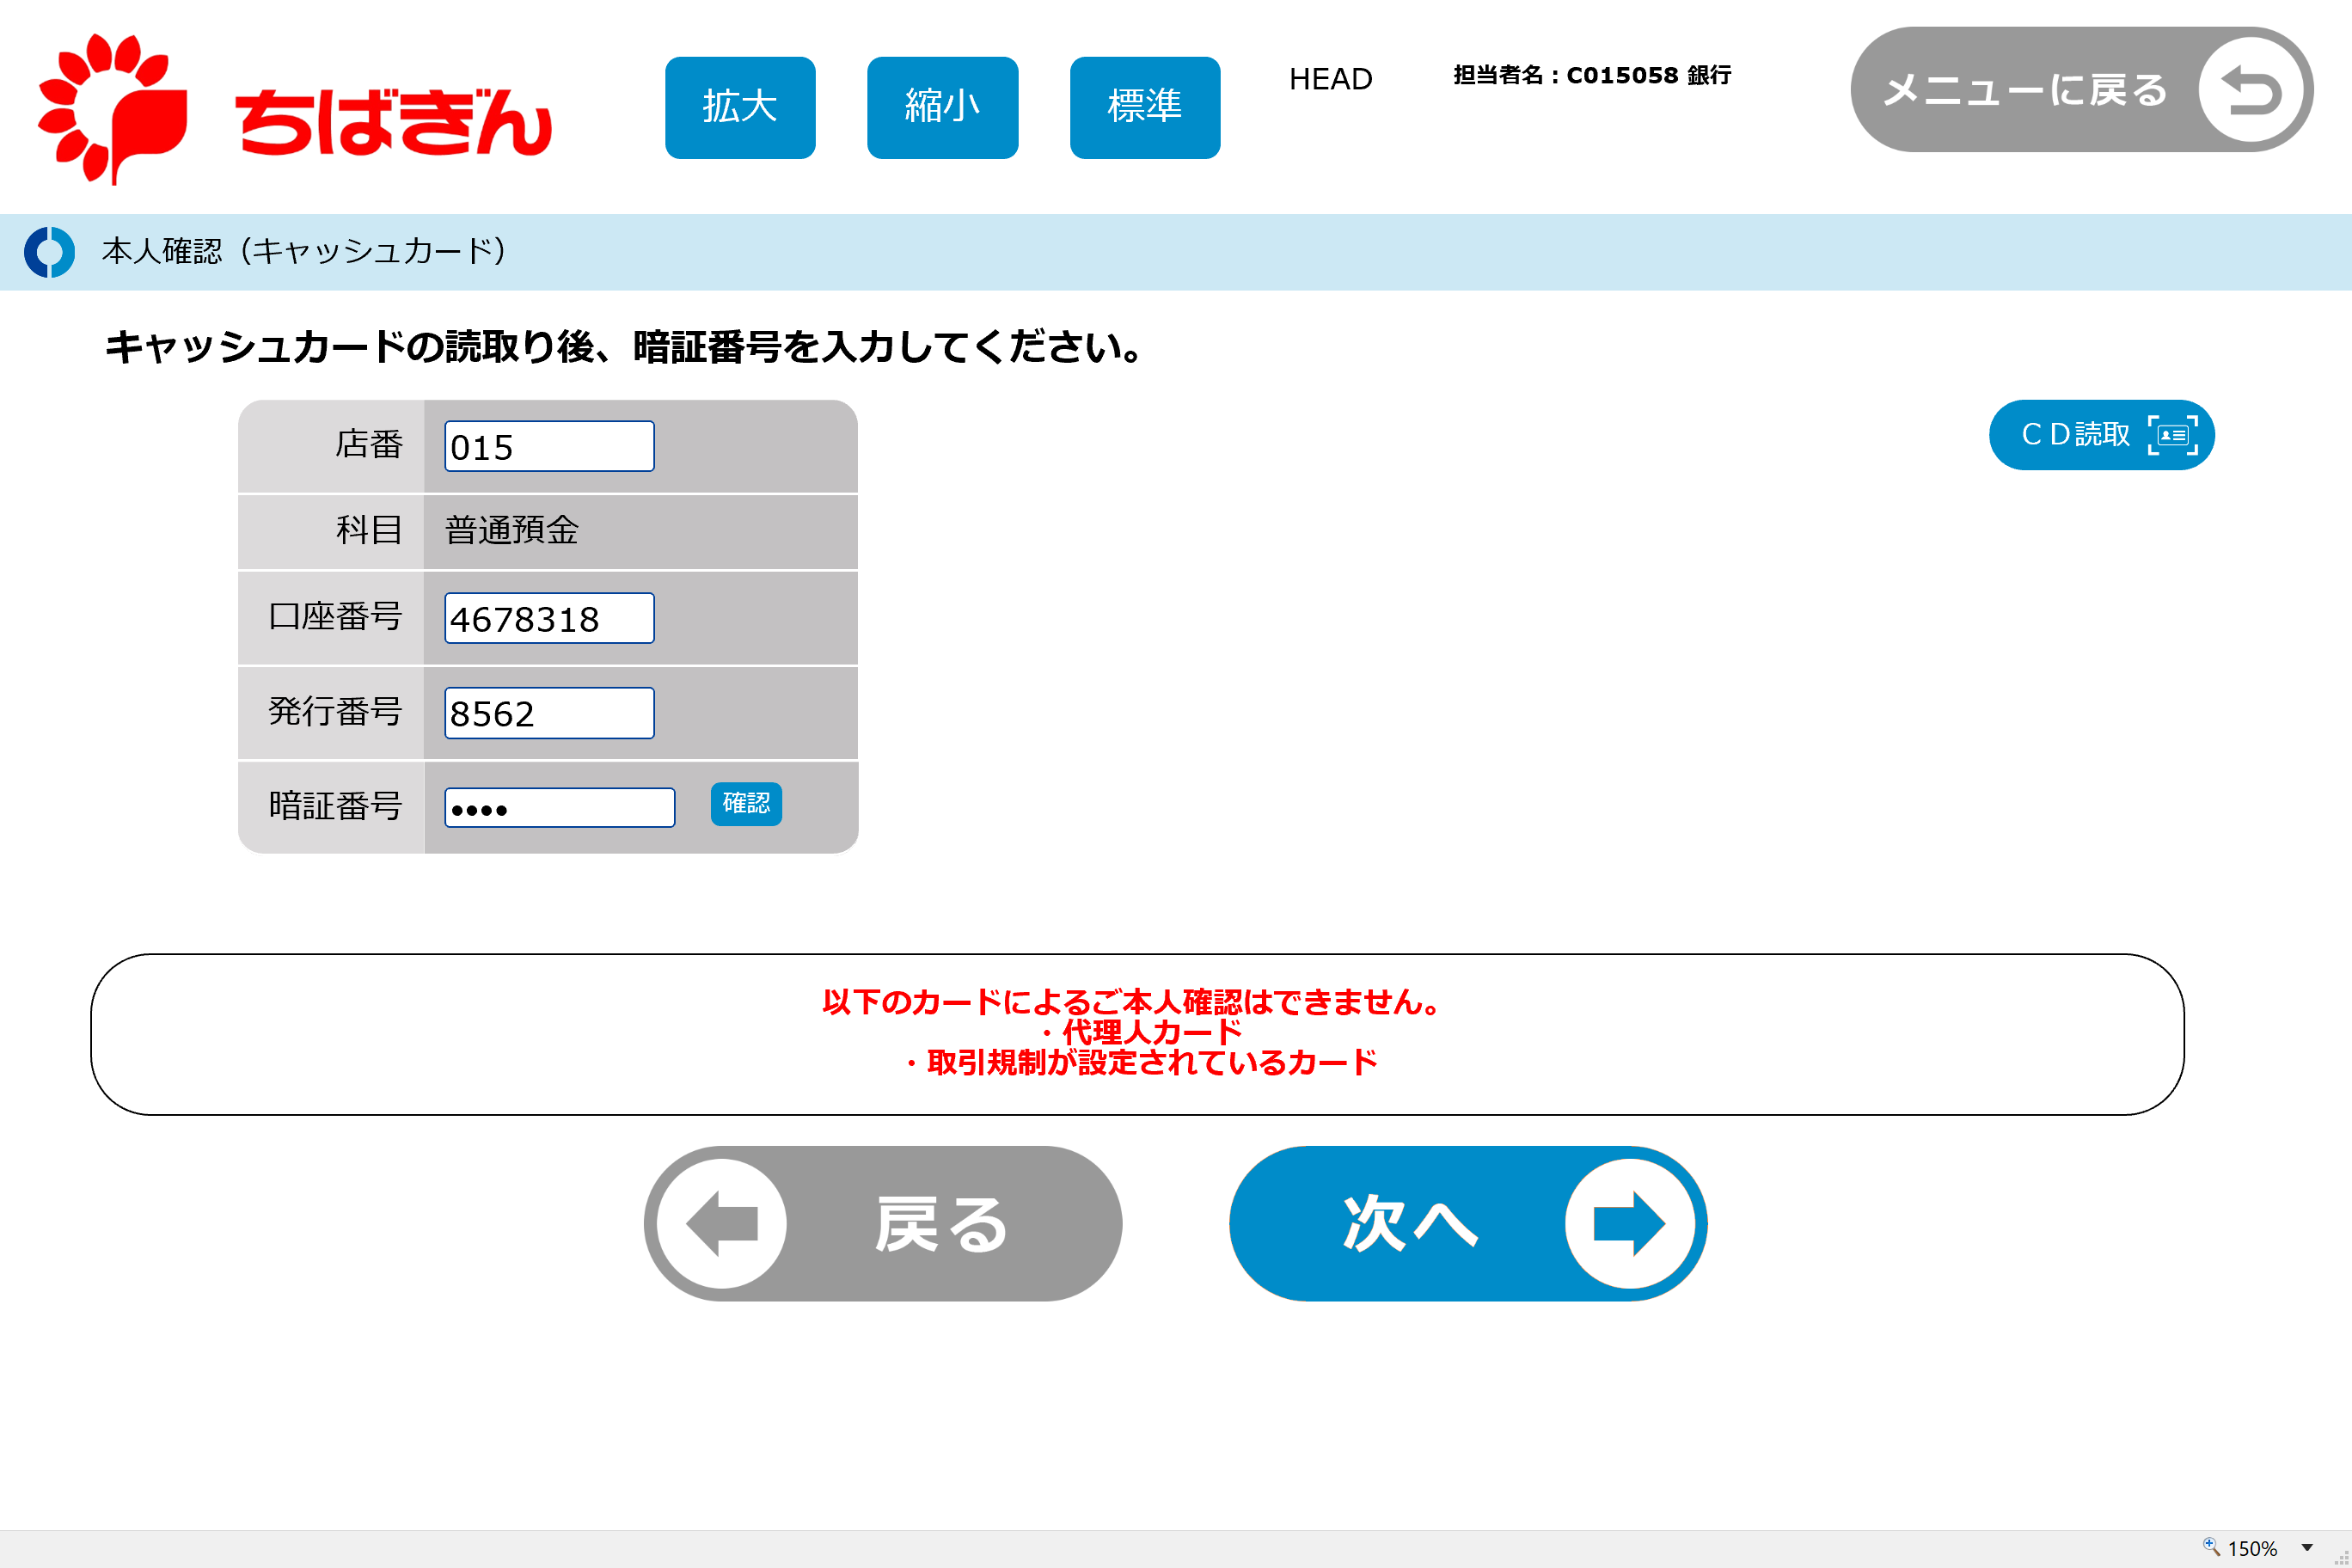 ちばぎん
拡大
縮小
標準
HEAD
担当者名：C015058 銀行
メニューに戻る
本人確認（キャッシュカード）
キャッシュカードの読取り後、暗証番号を入力してください。
店番 015
ＣＤ読取
科目 普通預金
口座番号 4678318
発行番号 8562
暗証番号 •••• 確認
以下のカードによるご本人確認はできません。
・代理人カード
・取引規制が設定されているカード
戻る
次へ
150%